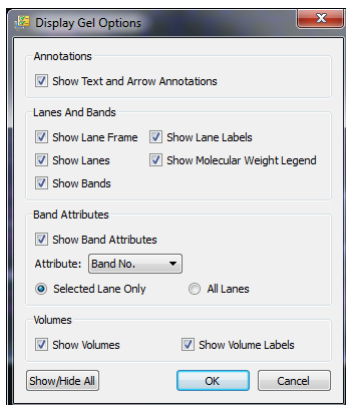 Display Gel Options
Annotations
Show Text and Arrow Annotations
Lanes And Bands
Show Lane Frame Show Lane Labels
Show Lanes Show Molecular Weight Legend
Show Bands
Band Attributes
Show Band Attributes
Attribute: Band No.
Selected Lane Only All Lanes
Volumes
Show Volumes Show Volume Labels
Show/Hide All OK Cancel